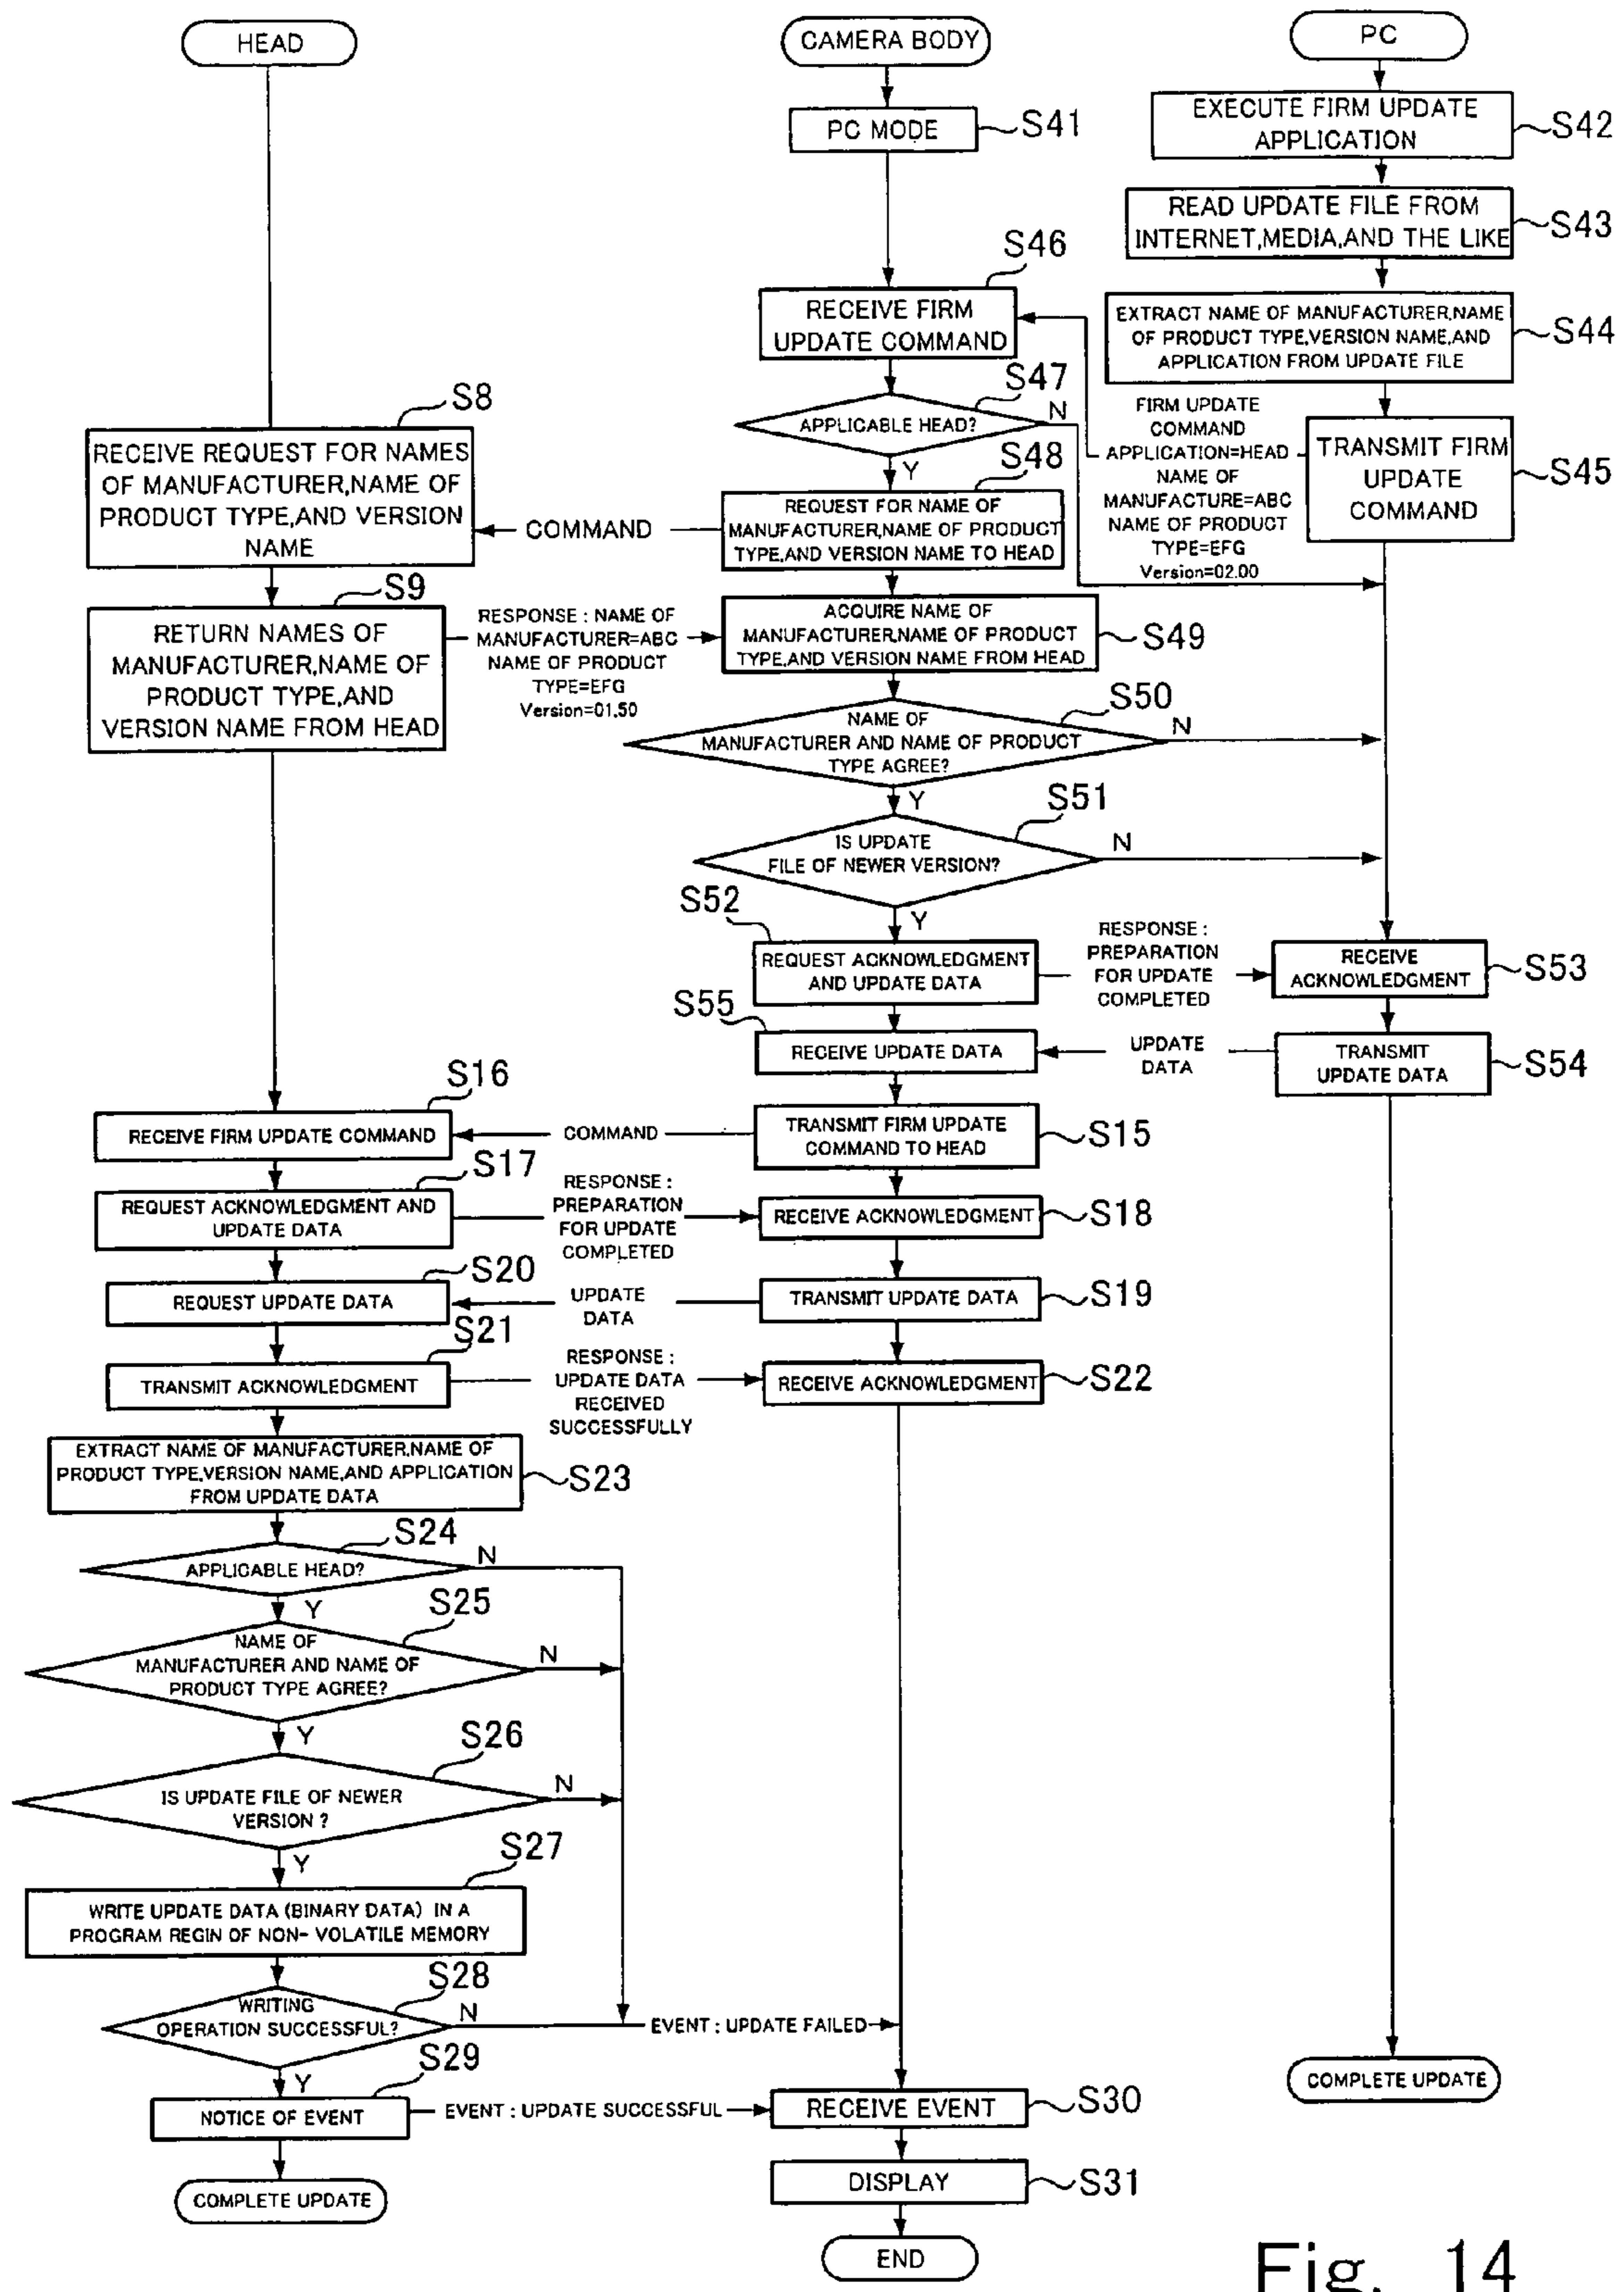 HEAD
CAMERA BODY
PC
PC MODE
S41
EXECUTE FIRM UPDATE
APPLICATION
S42
READ UPDATE FILE FROM
INTERNET,MEDIA,AND THE LIKE
S43
S46
RECEIVE FIRM
UPDATE COMMAND
EXTRACT NAME OF MANUFACTURER,NAME
OF PRODUCT TYPE,VERSION NAME,AND
APPLICATION FROM UPDATE FILE
S44
S47
APPLICABLE HEAD?
N
Y
FIRM UPDATE
COMMAND
APPLICATION=HEAD
NAME OF
MANUFACTURE=ABC
NAME OF PRODUCT
TYPE=EFG
Version=02.00
TRANSMIT FIRM
UPDATE
COMMAND
S45
S8
RECEIVE REQUEST FOR NAMES
OF MANUFACTURER,NAME OF
PRODUCT TYPE,AND VERSION
NAME
COMMAND
S48
REQUEST FOR NAME OF
MANUFACTURER,NAME OF PRODUCT
TYPE,AND VERSION NAME TO HEAD
S9
RETURN NAMES OF
MANUFACTURER,NAME OF
PRODUCT TYPE,AND
VERSION NAME FROM HEAD
RESPONSE : NAME OF
MANUFACTURER=ABC
NAME OF PRODUCT
TYPE=EFG
Version=01.50
ACQUIRE NAME OF
MANUFACTURER,NAME OF PRODUCT
TYPE,AND VERSION NAME FROM HEAD
S49
S50
NAME OF
MANUFACTURER AND NAME OF PRODUCT
TYPE AGREE?
N
Y
S51
IS UPDATE
FILE OF NEWER VERSION?
N
Y
S52
REQUEST ACKNOWLEDGMENT
AND UPDATE DATA
RESPONSE :
PREPARATION
FOR UPDATE
COMPLETED
RECEIVE
ACKNOWLEDGMENT
S53
S55
RECEIVE UPDATE DATA
UPDATE
DATA
TRANSMIT
UPDATE DATA
S54
S16
RECEIVE FIRM UPDATE COMMAND
COMMAND
TRANSMIT FIRM UPDATE
COMMAND TO HEAD
S15
S17
REQUEST ACKNOWLEDGMENT AND
UPDATE DATA
RESPONSE :
PREPARATION
FOR UPDATE
COMPLETED
RECEIVE ACKNOWLEDGMENT
S18
S20
REQUEST UPDATE DATA
UPDATE
DATA
TRANSMIT UPDATE DATA
S19
S21
TRANSMIT ACKNOWLEDGMENT
RESPONSE :
UPDATE DATA
RECEIVED
SUCCESSFULLY
RECEIVE ACKNOWLEDGMENT
S22
EXTRACT NAME OF MANUFACTURER,NAME OF
PRODUCT TYPE,VERSION NAME,AND APPLICATION
FROM UPDATE DATA
S23
S24
APPLICABLE HEAD?
N
Y
S25
NAME OF
MANUFACTURER AND NAME OF
PRODUCT TYPE AGREE?
N
Y
S26
IS UPDATE FILE OF NEWER
VERSION ?
N
Y
S27
WRITE UPDATE DATA (BINARY DATA) IN A
PROGRAM REGIN OF NON- VOLATILE MEMORY
S28
WRITING
OPERATION SUCCESSFUL?
N
EVENT : UPDATE FAILED
Y
S29
NOTICE OF EVENT
EVENT : UPDATE SUCCESSFUL
RECEIVE EVENT
S30
COMPLETE UPDATE
DISPLAY
S31
COMPLETE UPDATE
END
Fig. 14